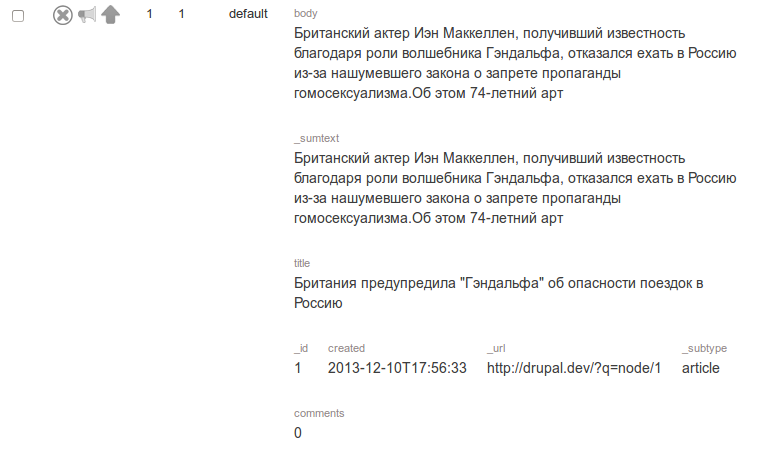 1 1 default body
Британский актер Иэн Маккеллен, получивший известность
благодаря роли волшебника Гэндальфа, отказался ехать в Россию
из-за нашумевшего закона о запрете пропаганды
гомосексуализма.Об этом 74-летний арт
_sumtext
Британский актер Иэн Маккеллен, получивший известность
благодаря роли волшебника Гэндальфа, отказался ехать в Россию
из-за нашумевшего закона о запрете пропаганды
гомосексуализма.Об этом 74-летний арт
title
Британия предупредила "Гэндальфа" об опасности поездок в
Россию
_id created _url _subtype
1 2013-12-10T17:56:33 http://drupal.dev/?q=node/1 article
comments
0